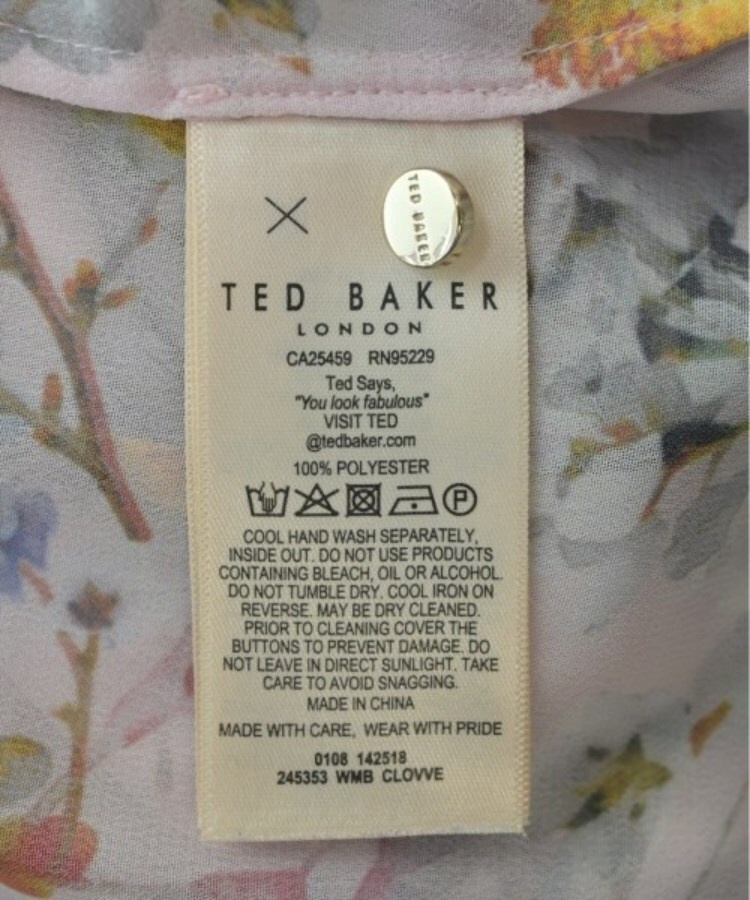 TED BAKER
TED BAKER
LONDON
CA25459 RN95229
Ted Says,
"You look fabulous"
VISIT TED
@tedbaker.com
100% POLYESTER
P
COOL HAND WASH SEPARATELY,
INSIDE OUT. DO NOT USE PRODUCTS
CONTAINING BLEACH, OIL OR ALCOHOL.
DO NOT TUMBLE DRY. COOL IRON ON
REVERSE. MAY BE DRY CLEANED.
PRIOR TO CLEANING COVER THE
BUTTONS TO PREVENT DAMAGE. DO
NOT LEAVE IN DIRECT SUNLIGHT. TAKE
CARE TO AVOID SNAGGING.
MADE IN CHINA
MADE WITH CARE, WEAR WITH PRIDE
0108 142518
245353 WMB CLOVVE